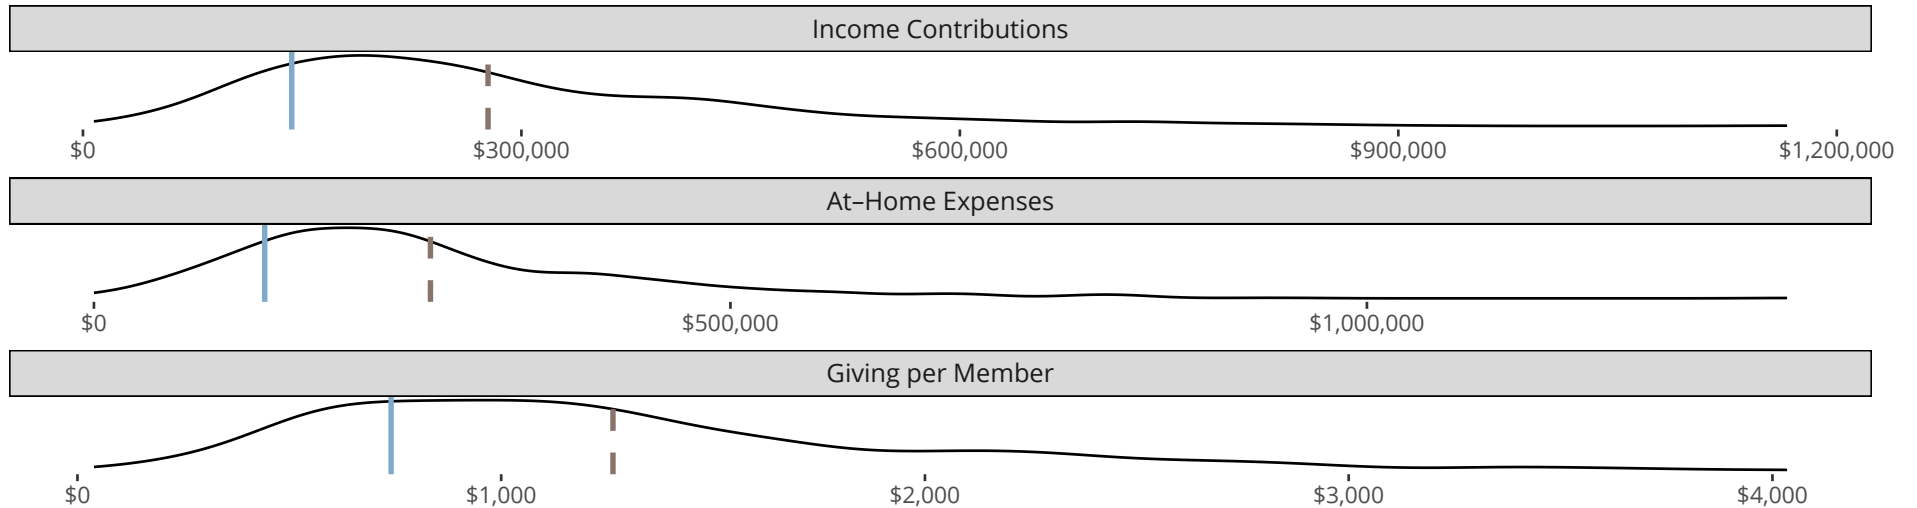 Income Contributions
$0 $300,000 $600,000 $900,000 $1,200,000
At–Home Expenses
$0 $500,000 $1,000,000
Giving per Member
$0 $1,000 $2,000 $3,000 $4,000